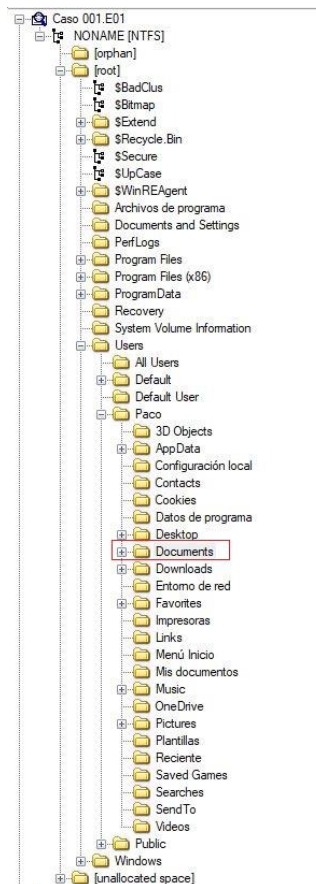 Caso 001.E01
NONAME [NTFS]
[orphan]
[root]
$BadClus
$Bitmap
$Extend
$Recycle.Bin
$Secure
$UpCase
$WinREAgent
Archivos de programa
Documents and Settings
PerfLogs
Program Files
Program Files (x86)
ProgramData
Recovery
System Volume Information
Users
All Users
Default
Default User
Paco
3D Objects
AppData
Configuración local
Contacts
Cookies
Datos de programa
Desktop
Documents
Downloads
Entorno de red
Favorites
Impresoras
Links
Menú Inicio
Mis documentos
Music
OneDrive
Pictures
Plantillas
Reciente
Saved Games
Searches
SendTo
Videos
Public
Windows
[unallocated space]